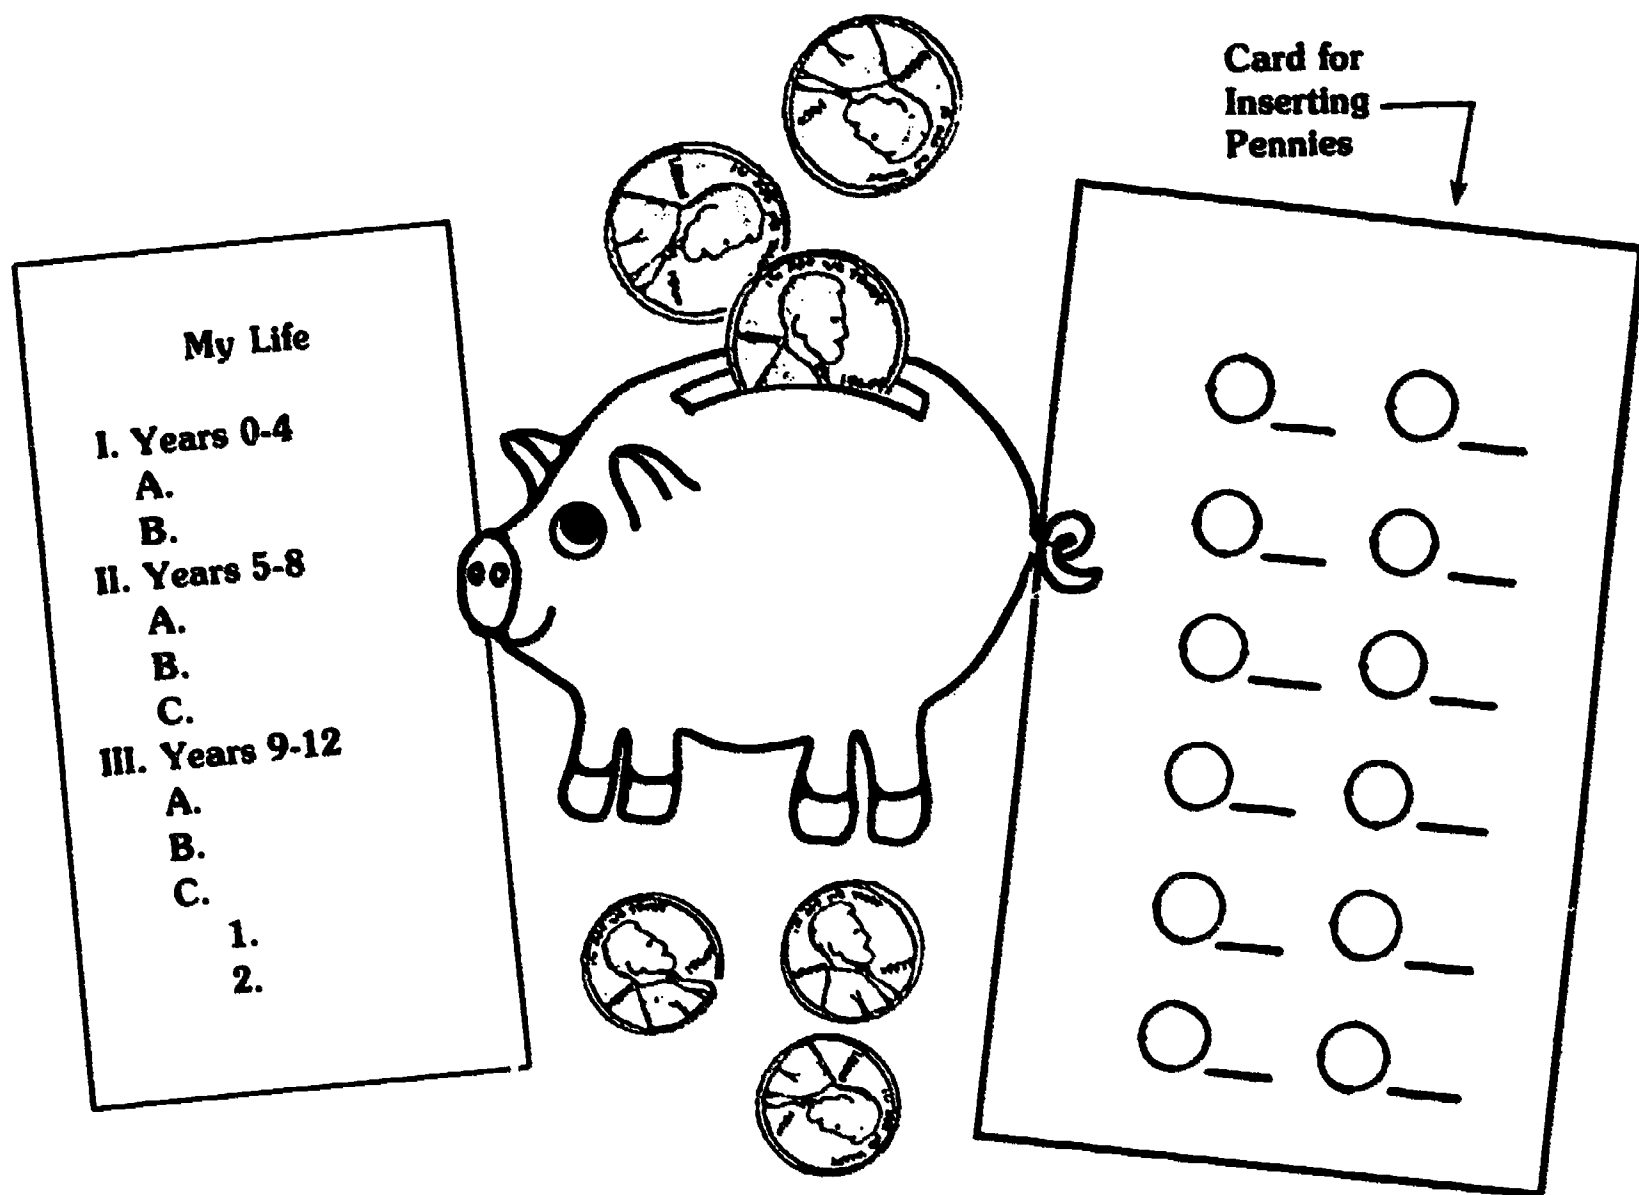 My Life
I. Years 0-4
A.
B.
II. Years 5-8
A.
B.
C.
III. Years 9-12
A.
B.
C.
1.
2.
Card for
Inserting
Pennies